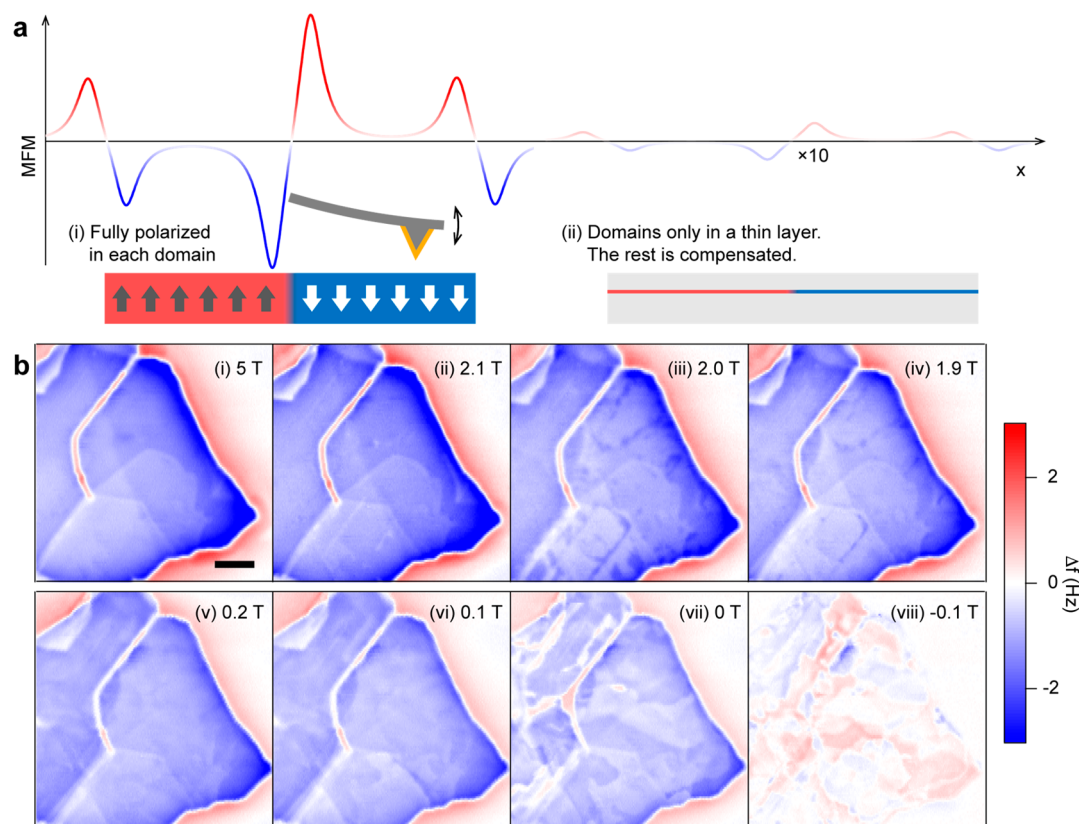 a
MFM
×10
x
(i) Fully polarized
in each domain
(ii) Domains only in a thin layer.
The rest is compensated.
b
(i) 5 T
(ii) 2.1 T
(iii) 2.0 T
(iv) 1.9 T
(v) 0.2 T
(vi) 0.1 T
(vii) 0 T
(viii) -0.1 T
2
0
-2
Δf (Hz)